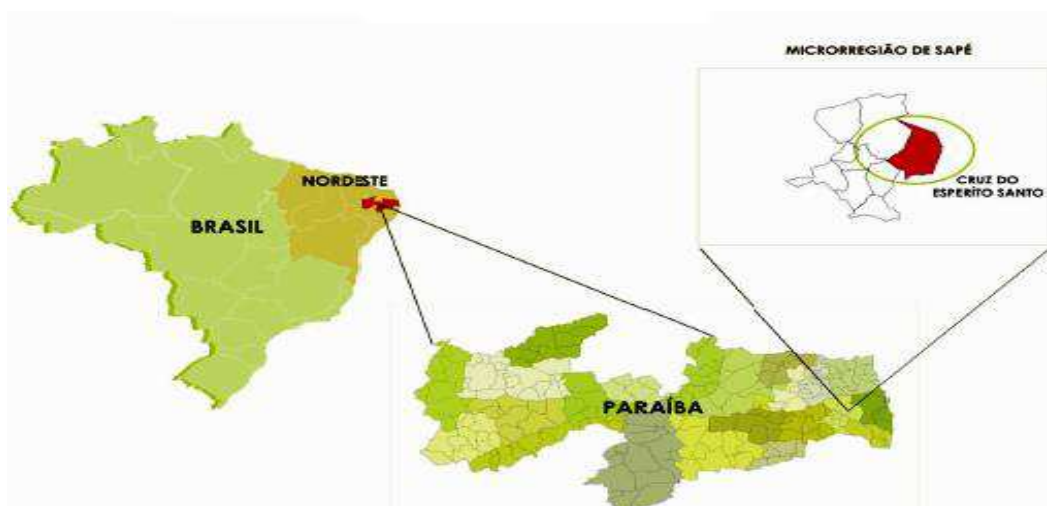 MICRORREGIÃO DE SAPÉ
NORDESTE
BRASIL
CRUZ DO
ESPERÍTO SANTO
PARAÍBA